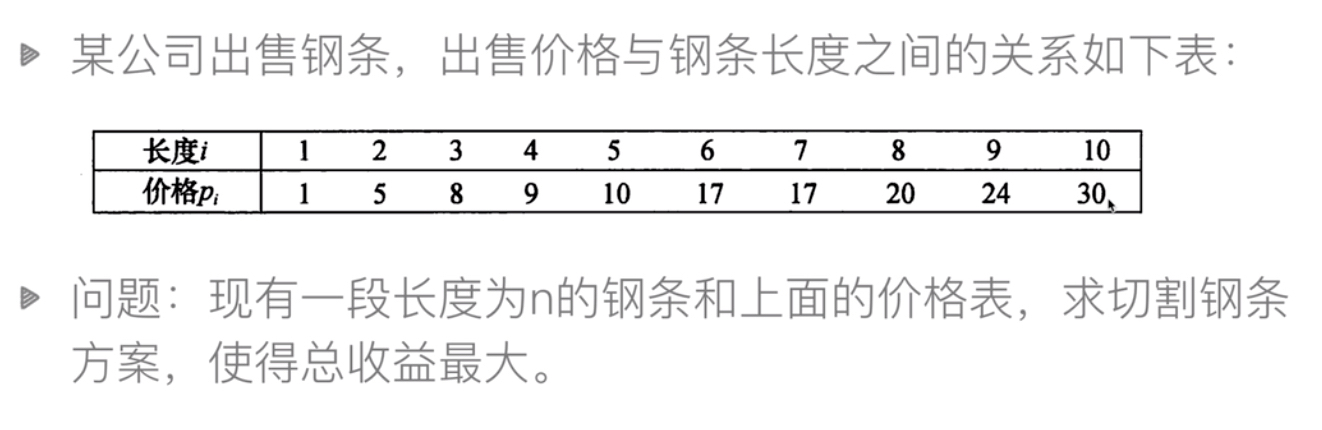 某公司出售钢条，出售价格与钢条长度之间的关系如下表：
长度i 1 2 3 4 5 6 7 8 9 10
价格pi 1 5 8 9 10 17 17 20 24 30
问题：现有一段长度为n的钢条和上面的价格表，求切割钢条
方案，使得总收益最大。